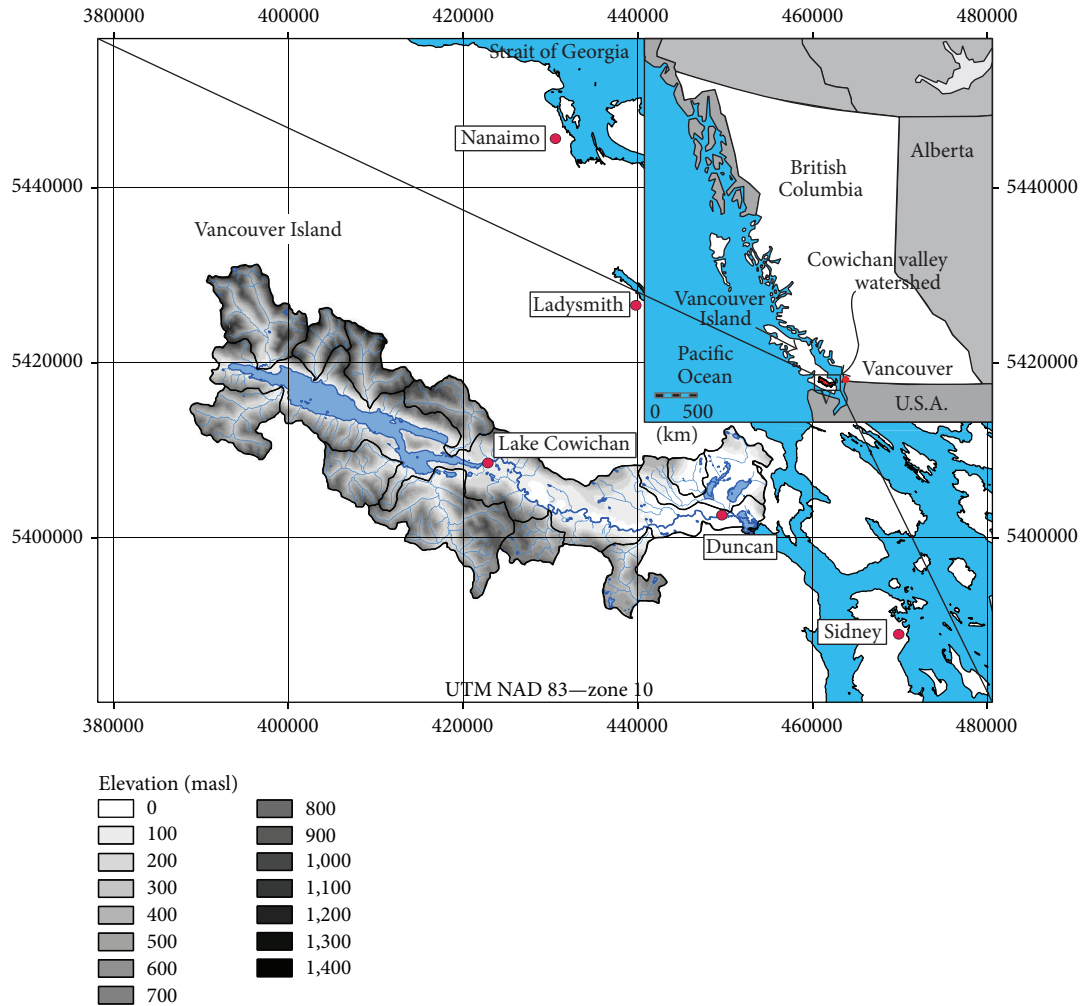 380000 400000 420000 440000 460000 480000
Strait of Georgia
Nanaimo
Alberta
British
Columbia
5440000
5440000
Vancouver Island
Cowichan valley
watershed
Ladysmith
Vancouver
Island
5420000
Pacific
Ocean
Vancouver
5420000
U.S.A.
0 500
(km)
Lake Cowichan
5400000
Duncan
5400000
Sidney
UTM NAD 83—zone 10
380000 400000 420000 440000 460000 480000
Elevation (masl)
0
100
200
300
400
500
600
700
800
900
1,000
1,100
1,200
1,300
1,400